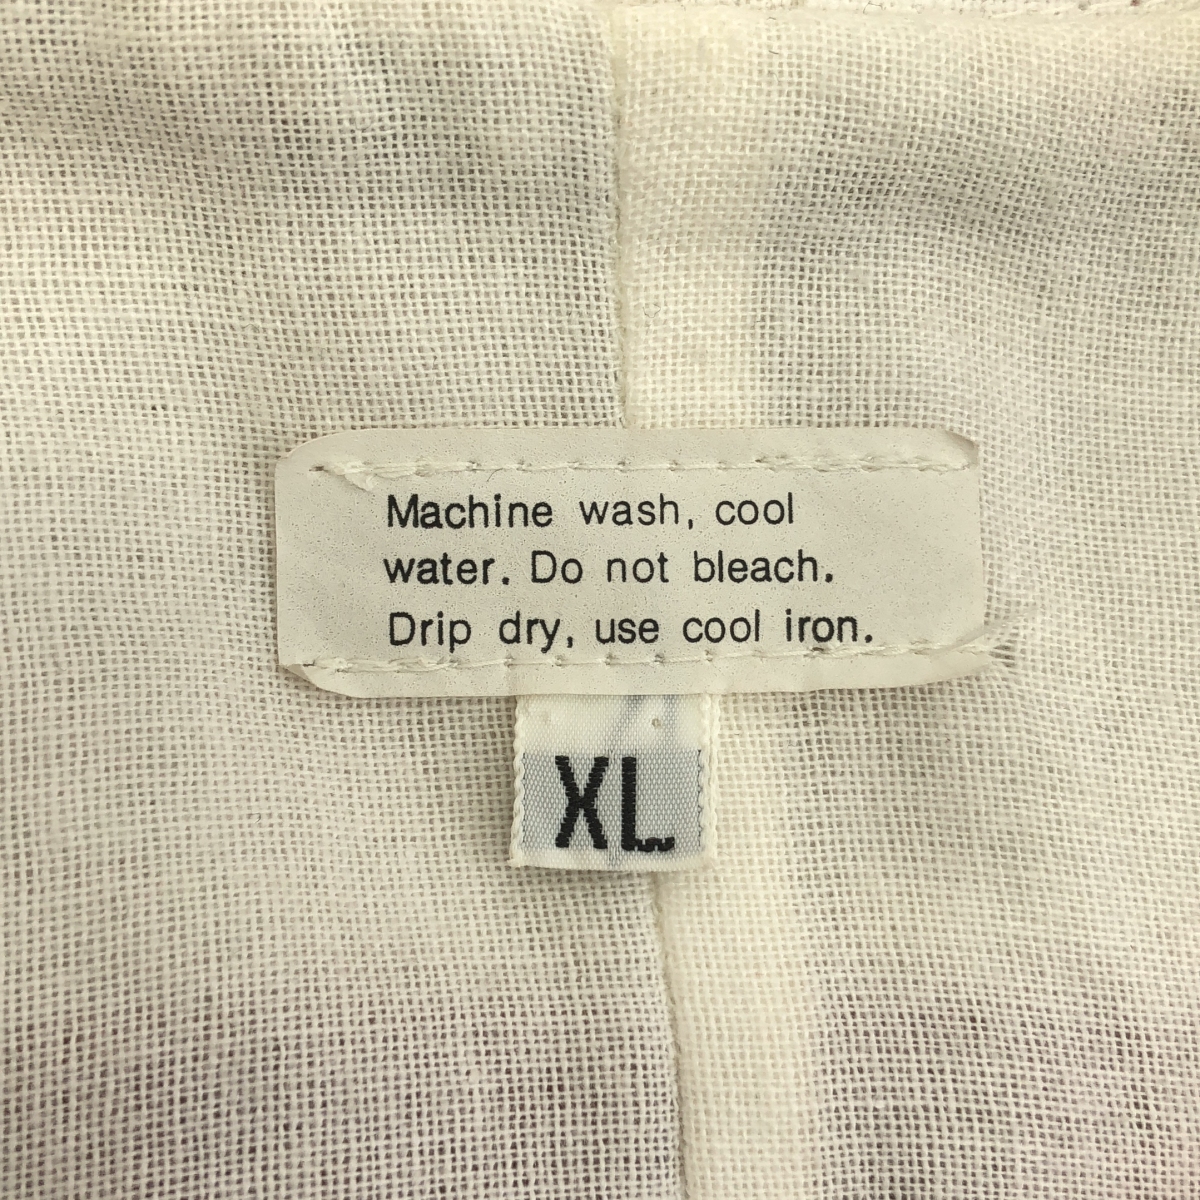 Machine wash, cool
water. Do not bleach.
Drip dry, use cool iron.
XL